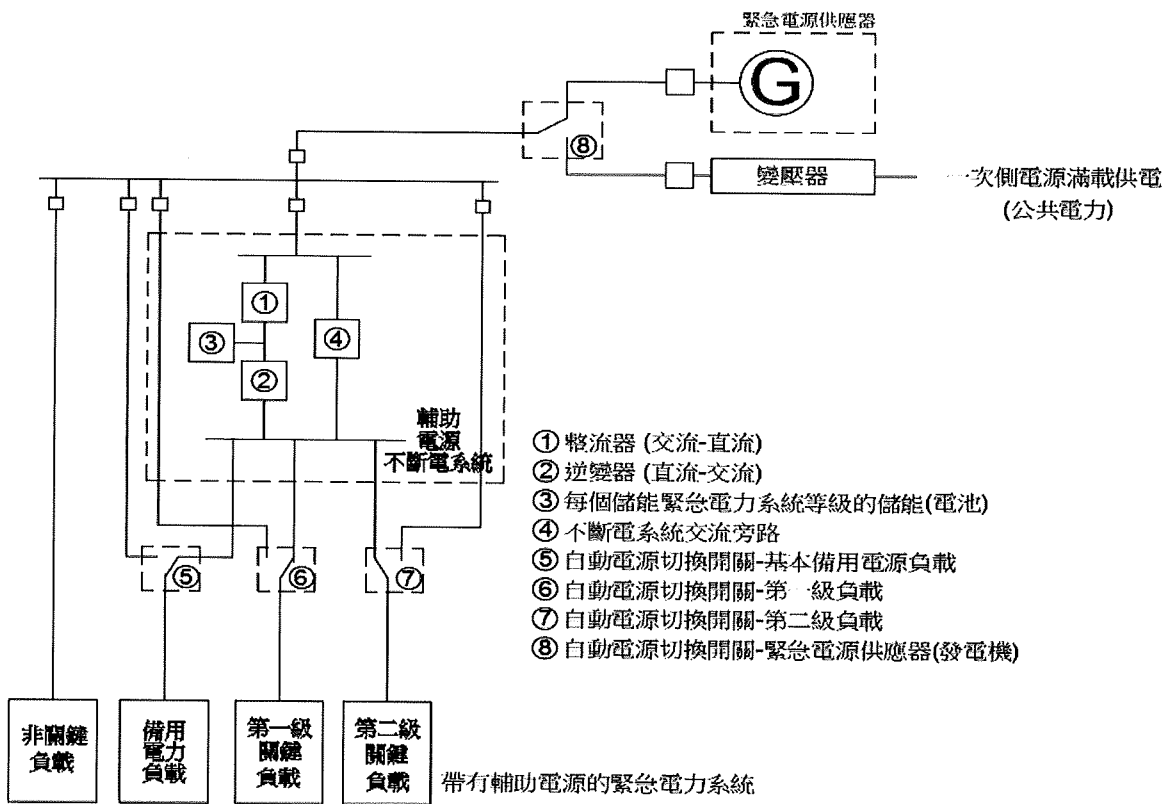 緊急電源供應器
G
⑧
變壓器
一次側電源滿載供電
(公共電力)
①
③
④
②
輔助
電源
不斷電系統
⑤
⑥
⑦
① 整流器 (交流-直流)
② 逆變器 (直流-交流)
③ 每個儲能緊急電力系統等級的儲能(電池)
④ 不斷電系統交流旁路
⑤ 自動電源切換開關-基本備用電源負載
⑥ 自動電源切換開關-第一級負載
⑦ 自動電源切換開關-第二級負載
⑧ 自動電源切換開關-緊急電源供應器(發電機)
非關鍵
負載
備用
電力
負載
第一級
關鍵
負載
第二級
關鍵
負載
帶有輔助電源的緊急電力系統